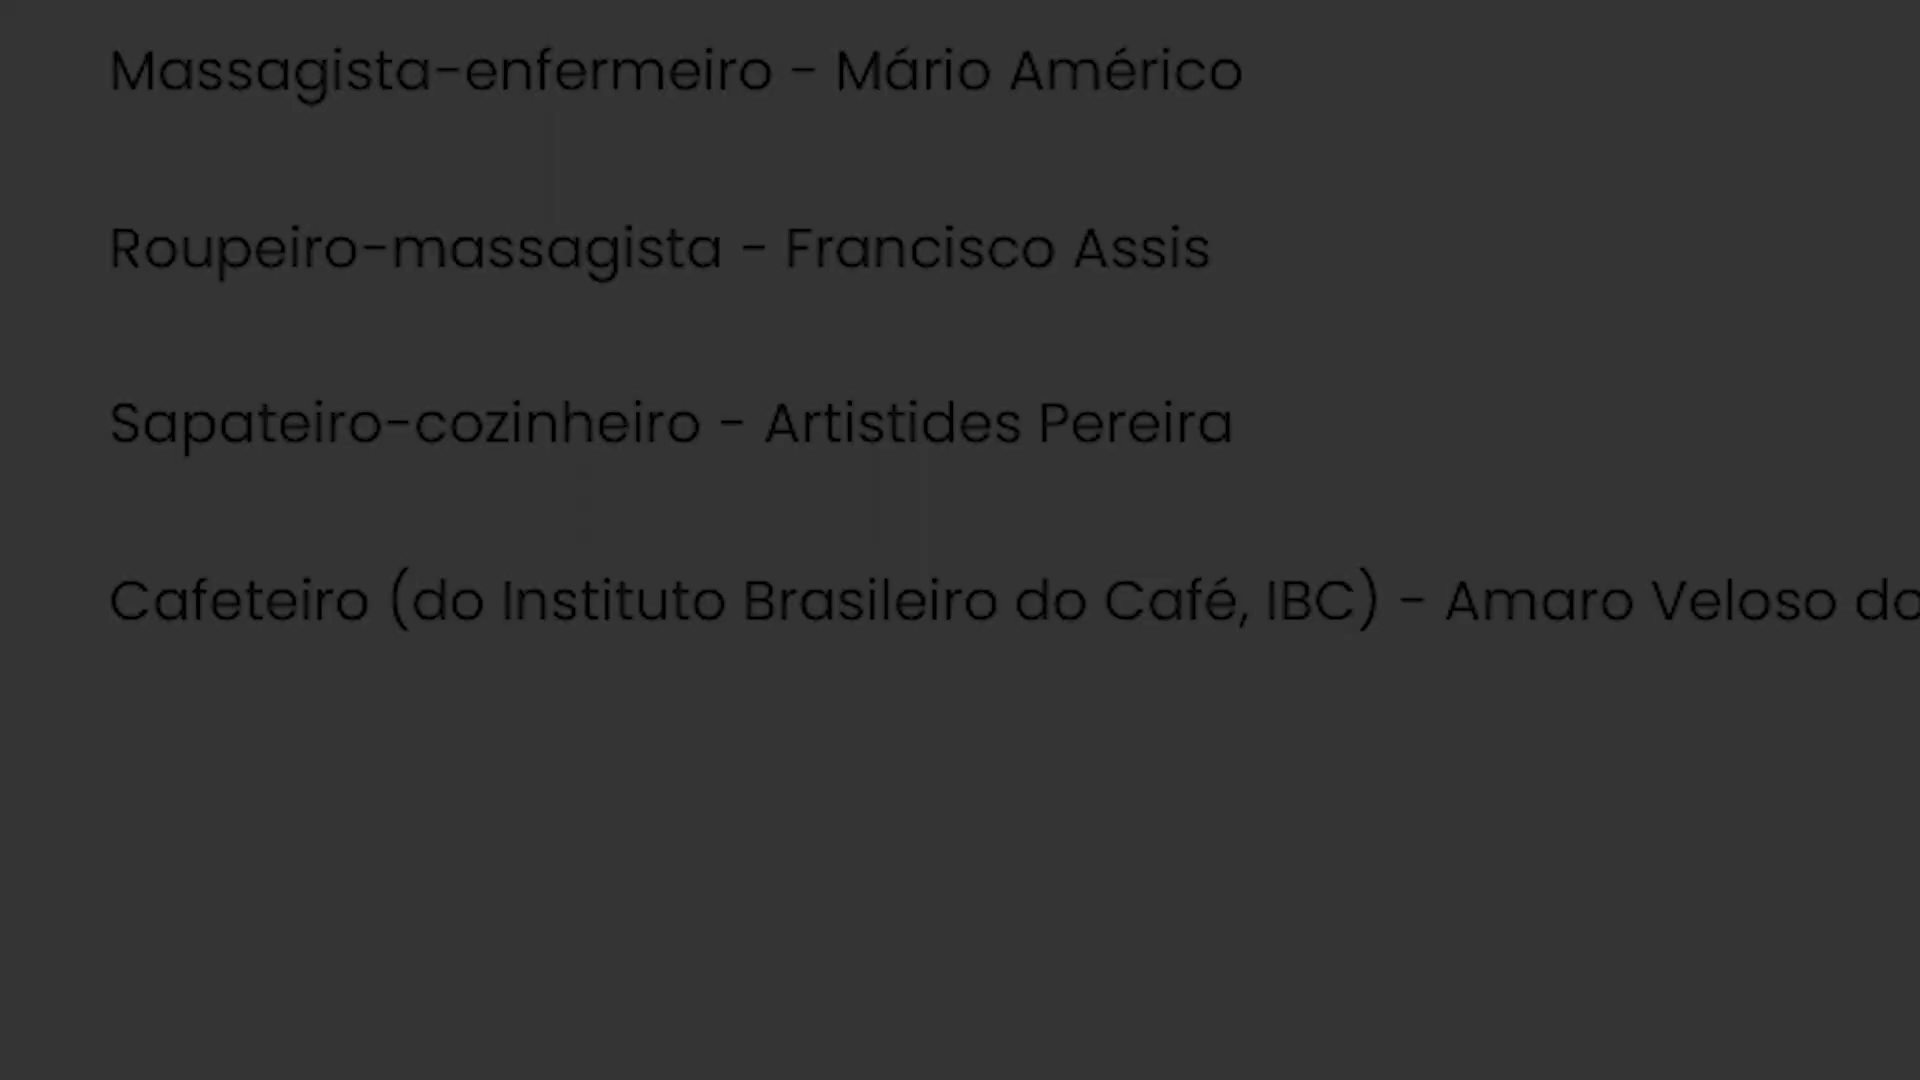 Massagista-enfermeiro - Mário Américo
Roupeiro-massagista - Francisco Assis
Sapateiro-cozinheiro - Artistides Pereira
Cafeteiro (do Instituto Brasileiro do Café, IBC) - Amaro Veloso do